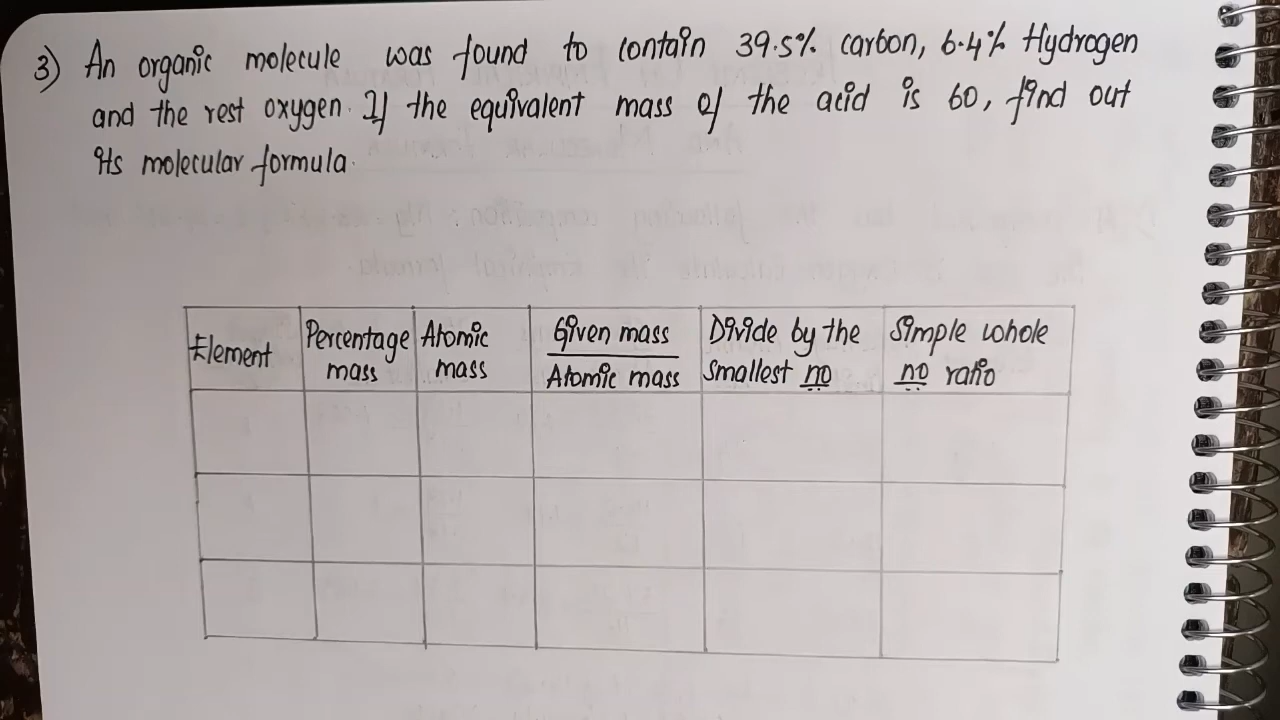 3) An organic molecule was found to contain 39.5% carbon, 6.4% Hydrogen
and the rest oxygen. If the equivalent mass of the acid is 60, find out
its molecular formula.
Element
Percentage
mass
Atomic
mass
Given mass
Atomic mass
Divide by the
smallest no
Simple whole
no ratio